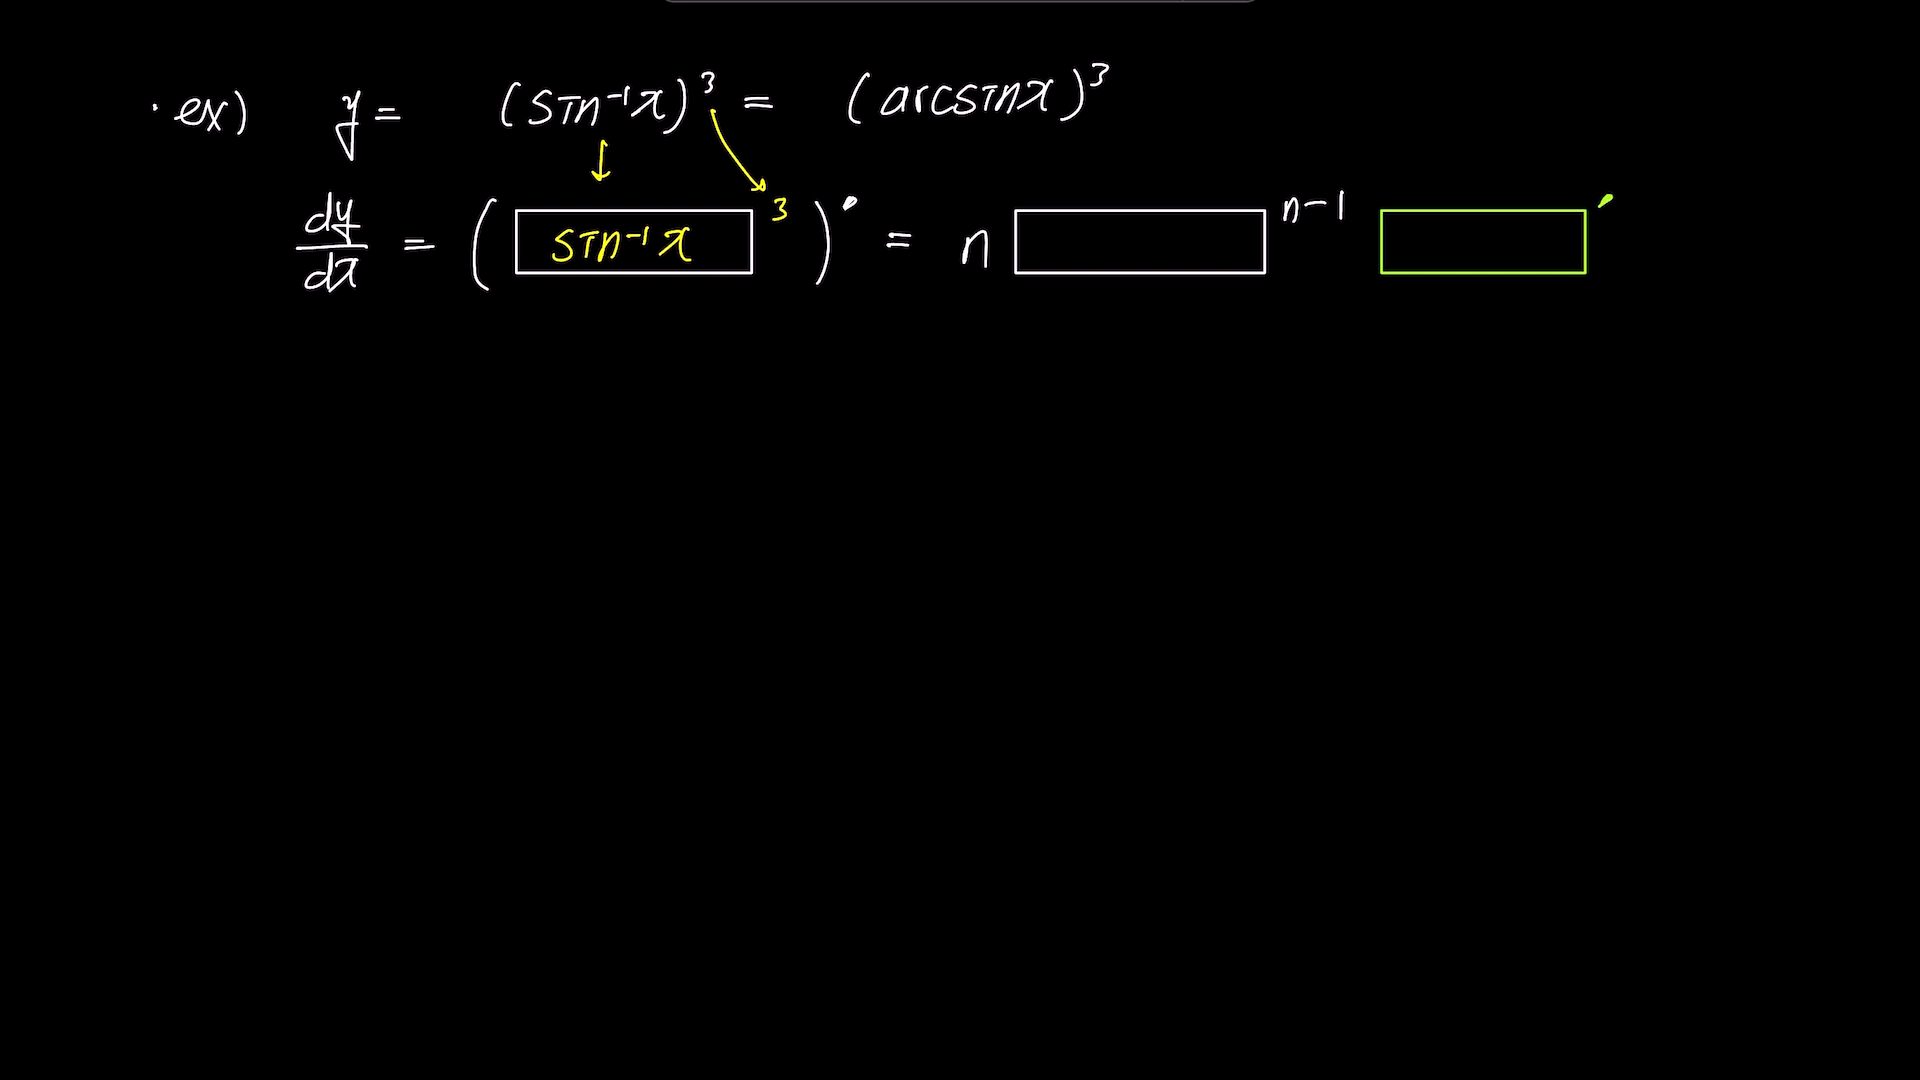 · ex) y = (sin⁻¹x)³ = (arcsinx)³
dy/dx = ( sin⁻¹x ³ )' = n n-1 '